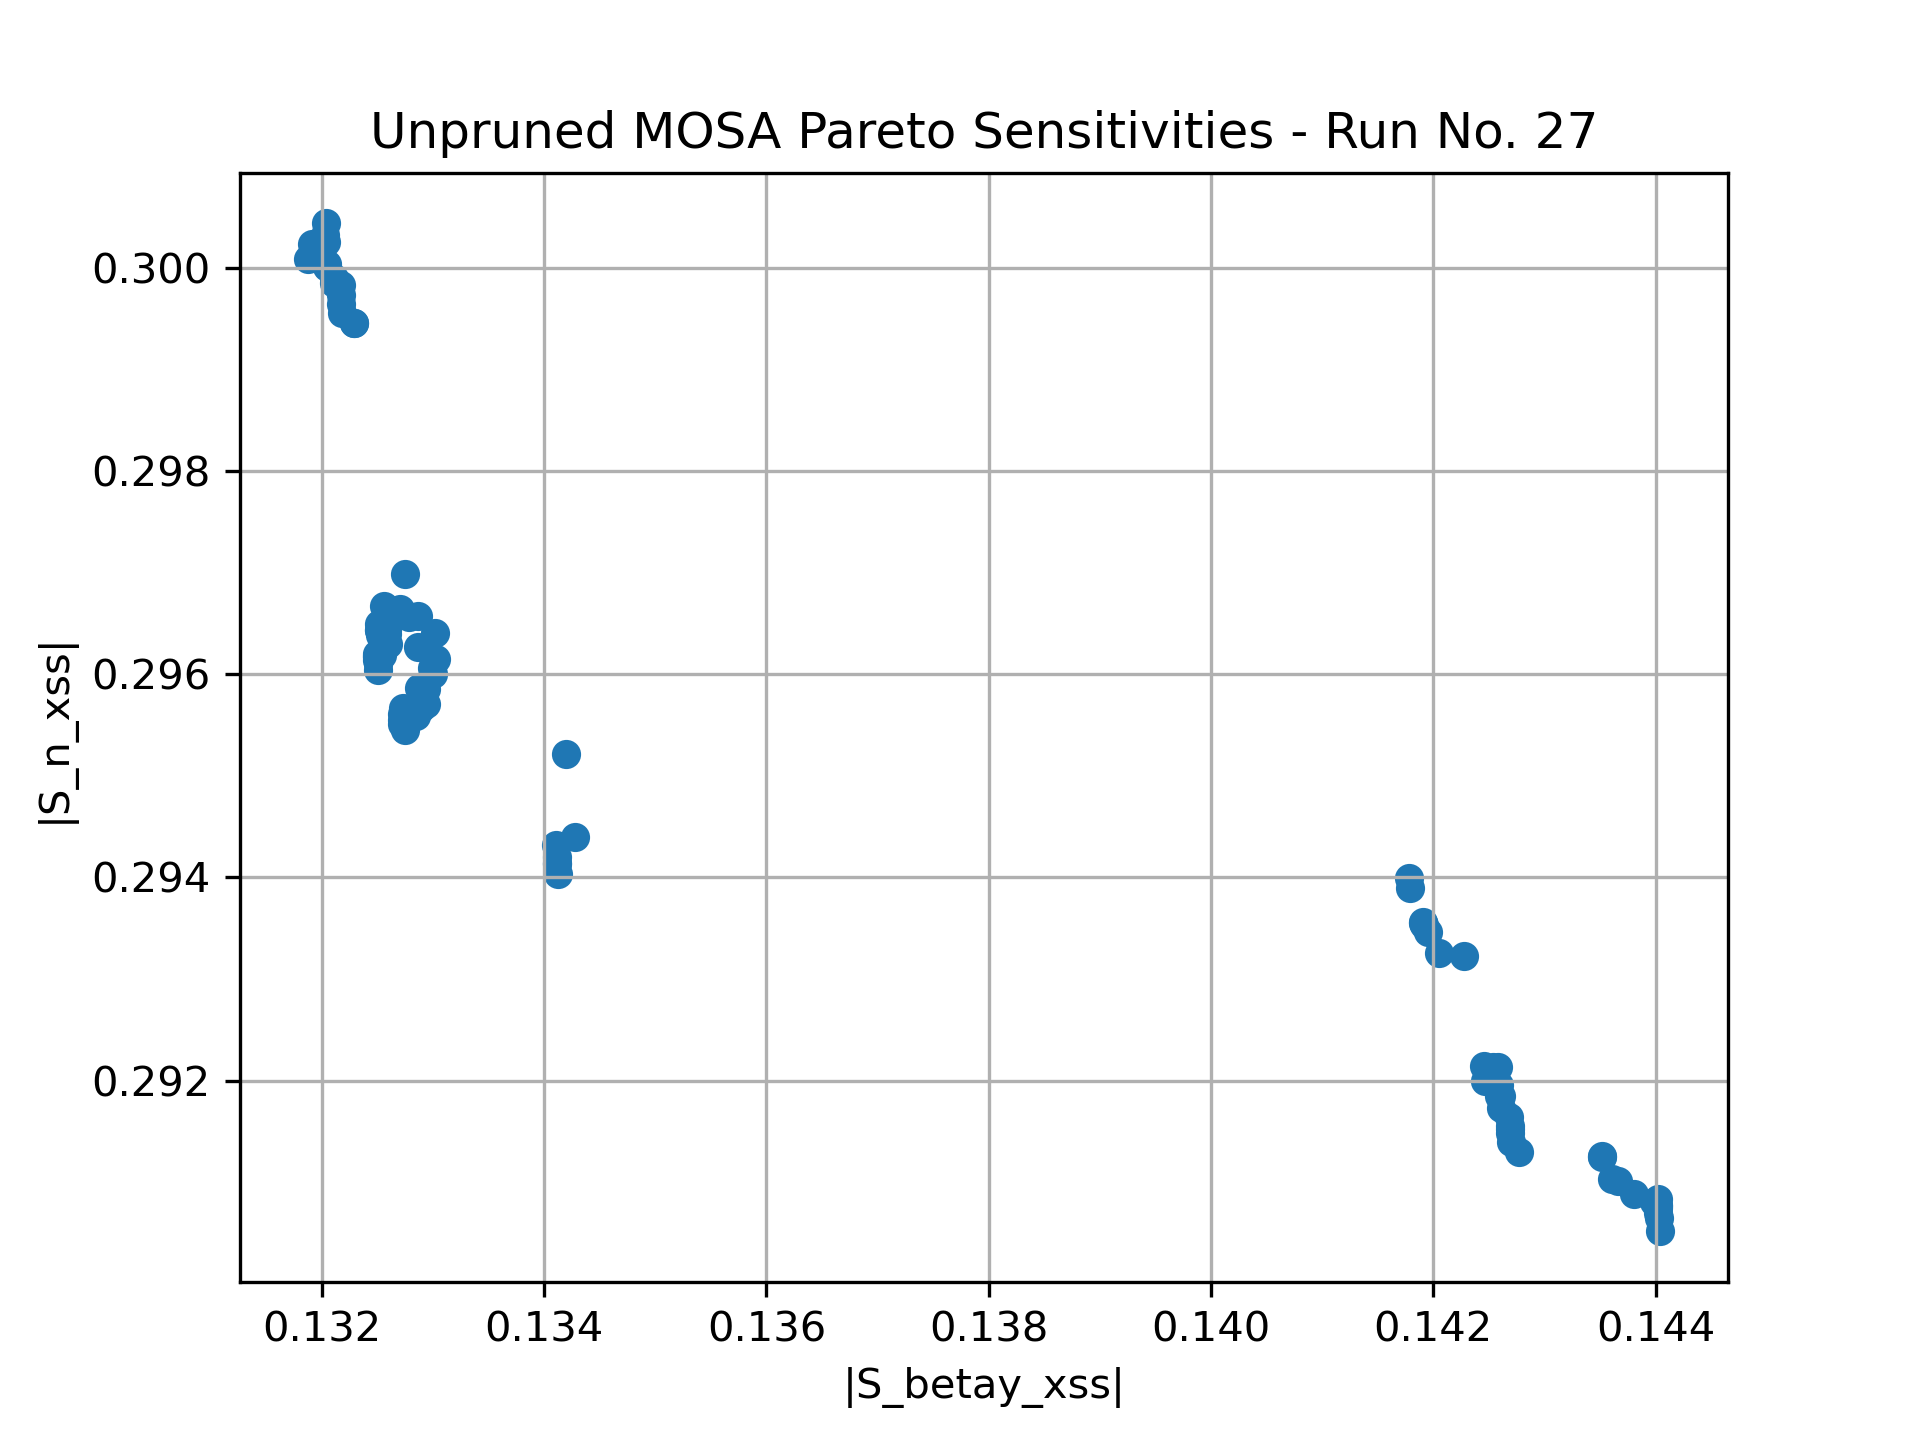 Unpruned MOSA Pareto Sensitivities - Run No. 27
|S_n_xss|
0.300
0.298
0.296
0.294
0.292
0.132 0.134 0.136 0.138 0.140 0.142 0.144
|S_betay_xss|